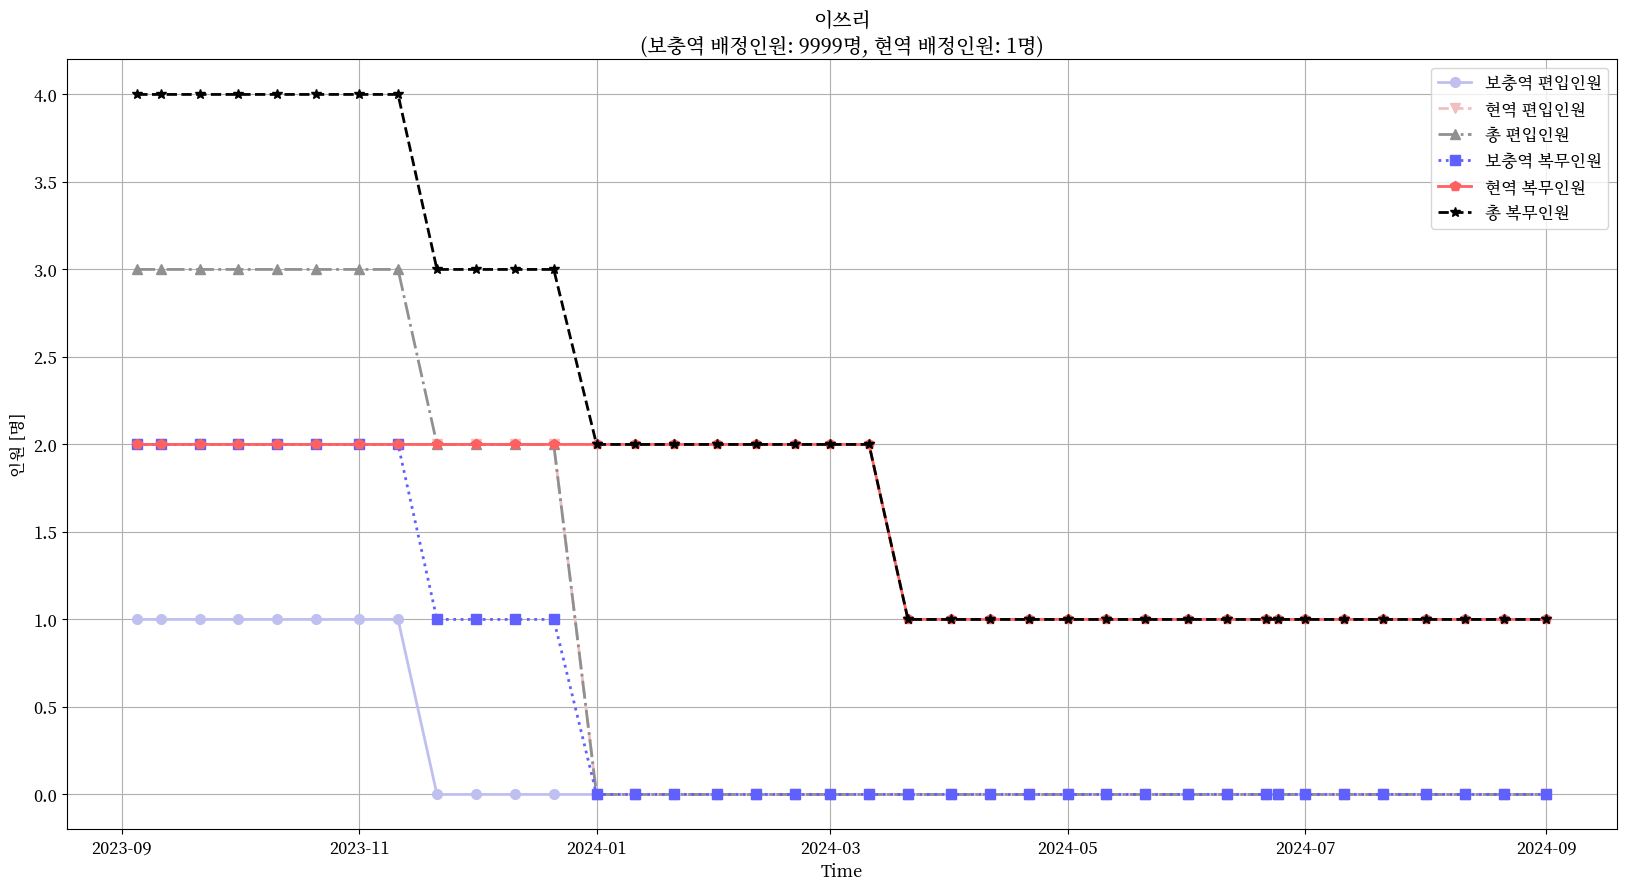 이쓰리
(보충역 배정인원: 9999명, 현역 배정인원: 1명)
보충역 편입인원
현역 편입인원
총 편입인원
보충역 복무인원
현역 복무인원
총 복무인원
인원 [명]
4.0
3.5
3.0
2.5
2.0
1.5
1.0
0.5
0.0
2023-09
2023-11
2024-01
2024-03
2024-05
2024-07
2024-09
Time